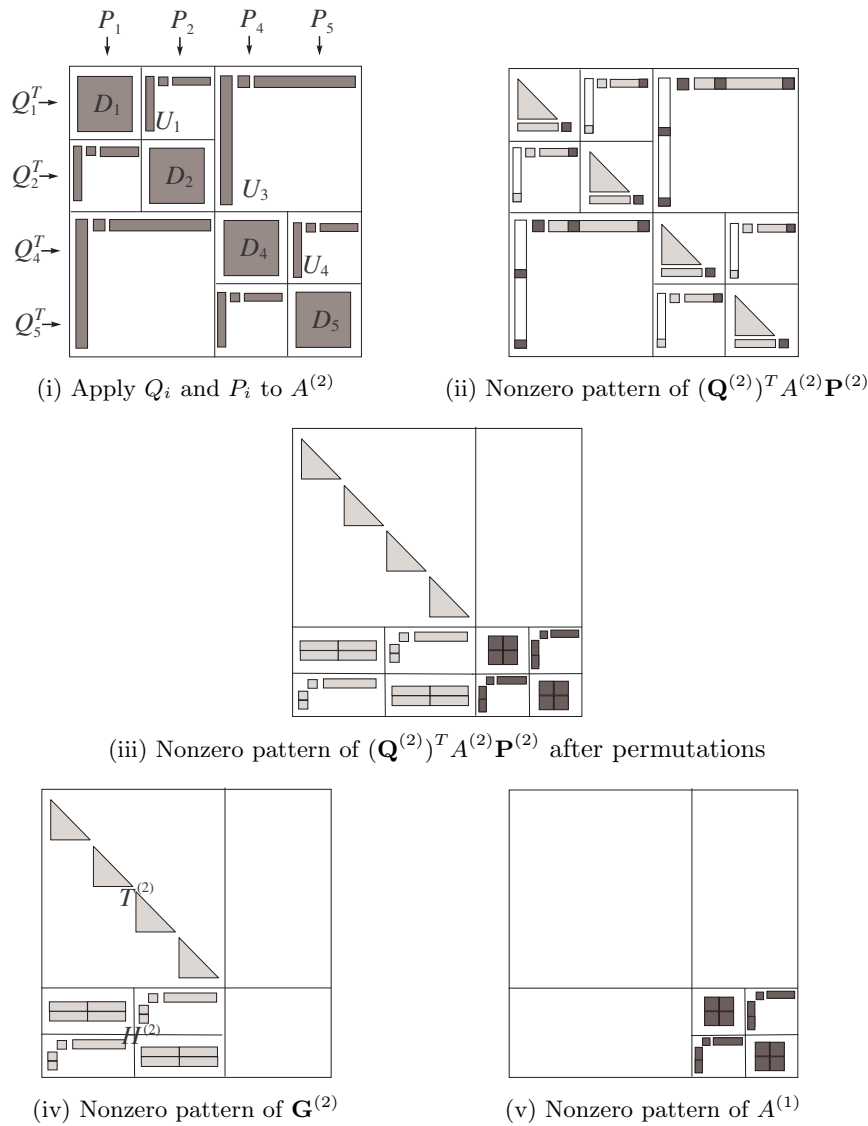 P₁ P₂ P₄ P₅
Q₁ᵀ D₁ U₁
Q₂ᵀ D₂ U₃
Q₄ᵀ D₄ U₄
Q₅ᵀ D₅
(i) Apply Qᵢ and Pᵢ to A⁽²⁾
(ii) Nonzero pattern of (𝐐⁽²⁾)ᵀA⁽²⁾𝐏⁽²⁾
(iii) Nonzero pattern of (𝐐⁽²⁾)ᵀA⁽²⁾𝐏⁽²⁾ after permutations
T⁽²⁾
H⁽²⁾
(iv) Nonzero pattern of 𝐆⁽²⁾
(v) Nonzero pattern of A⁽¹⁾